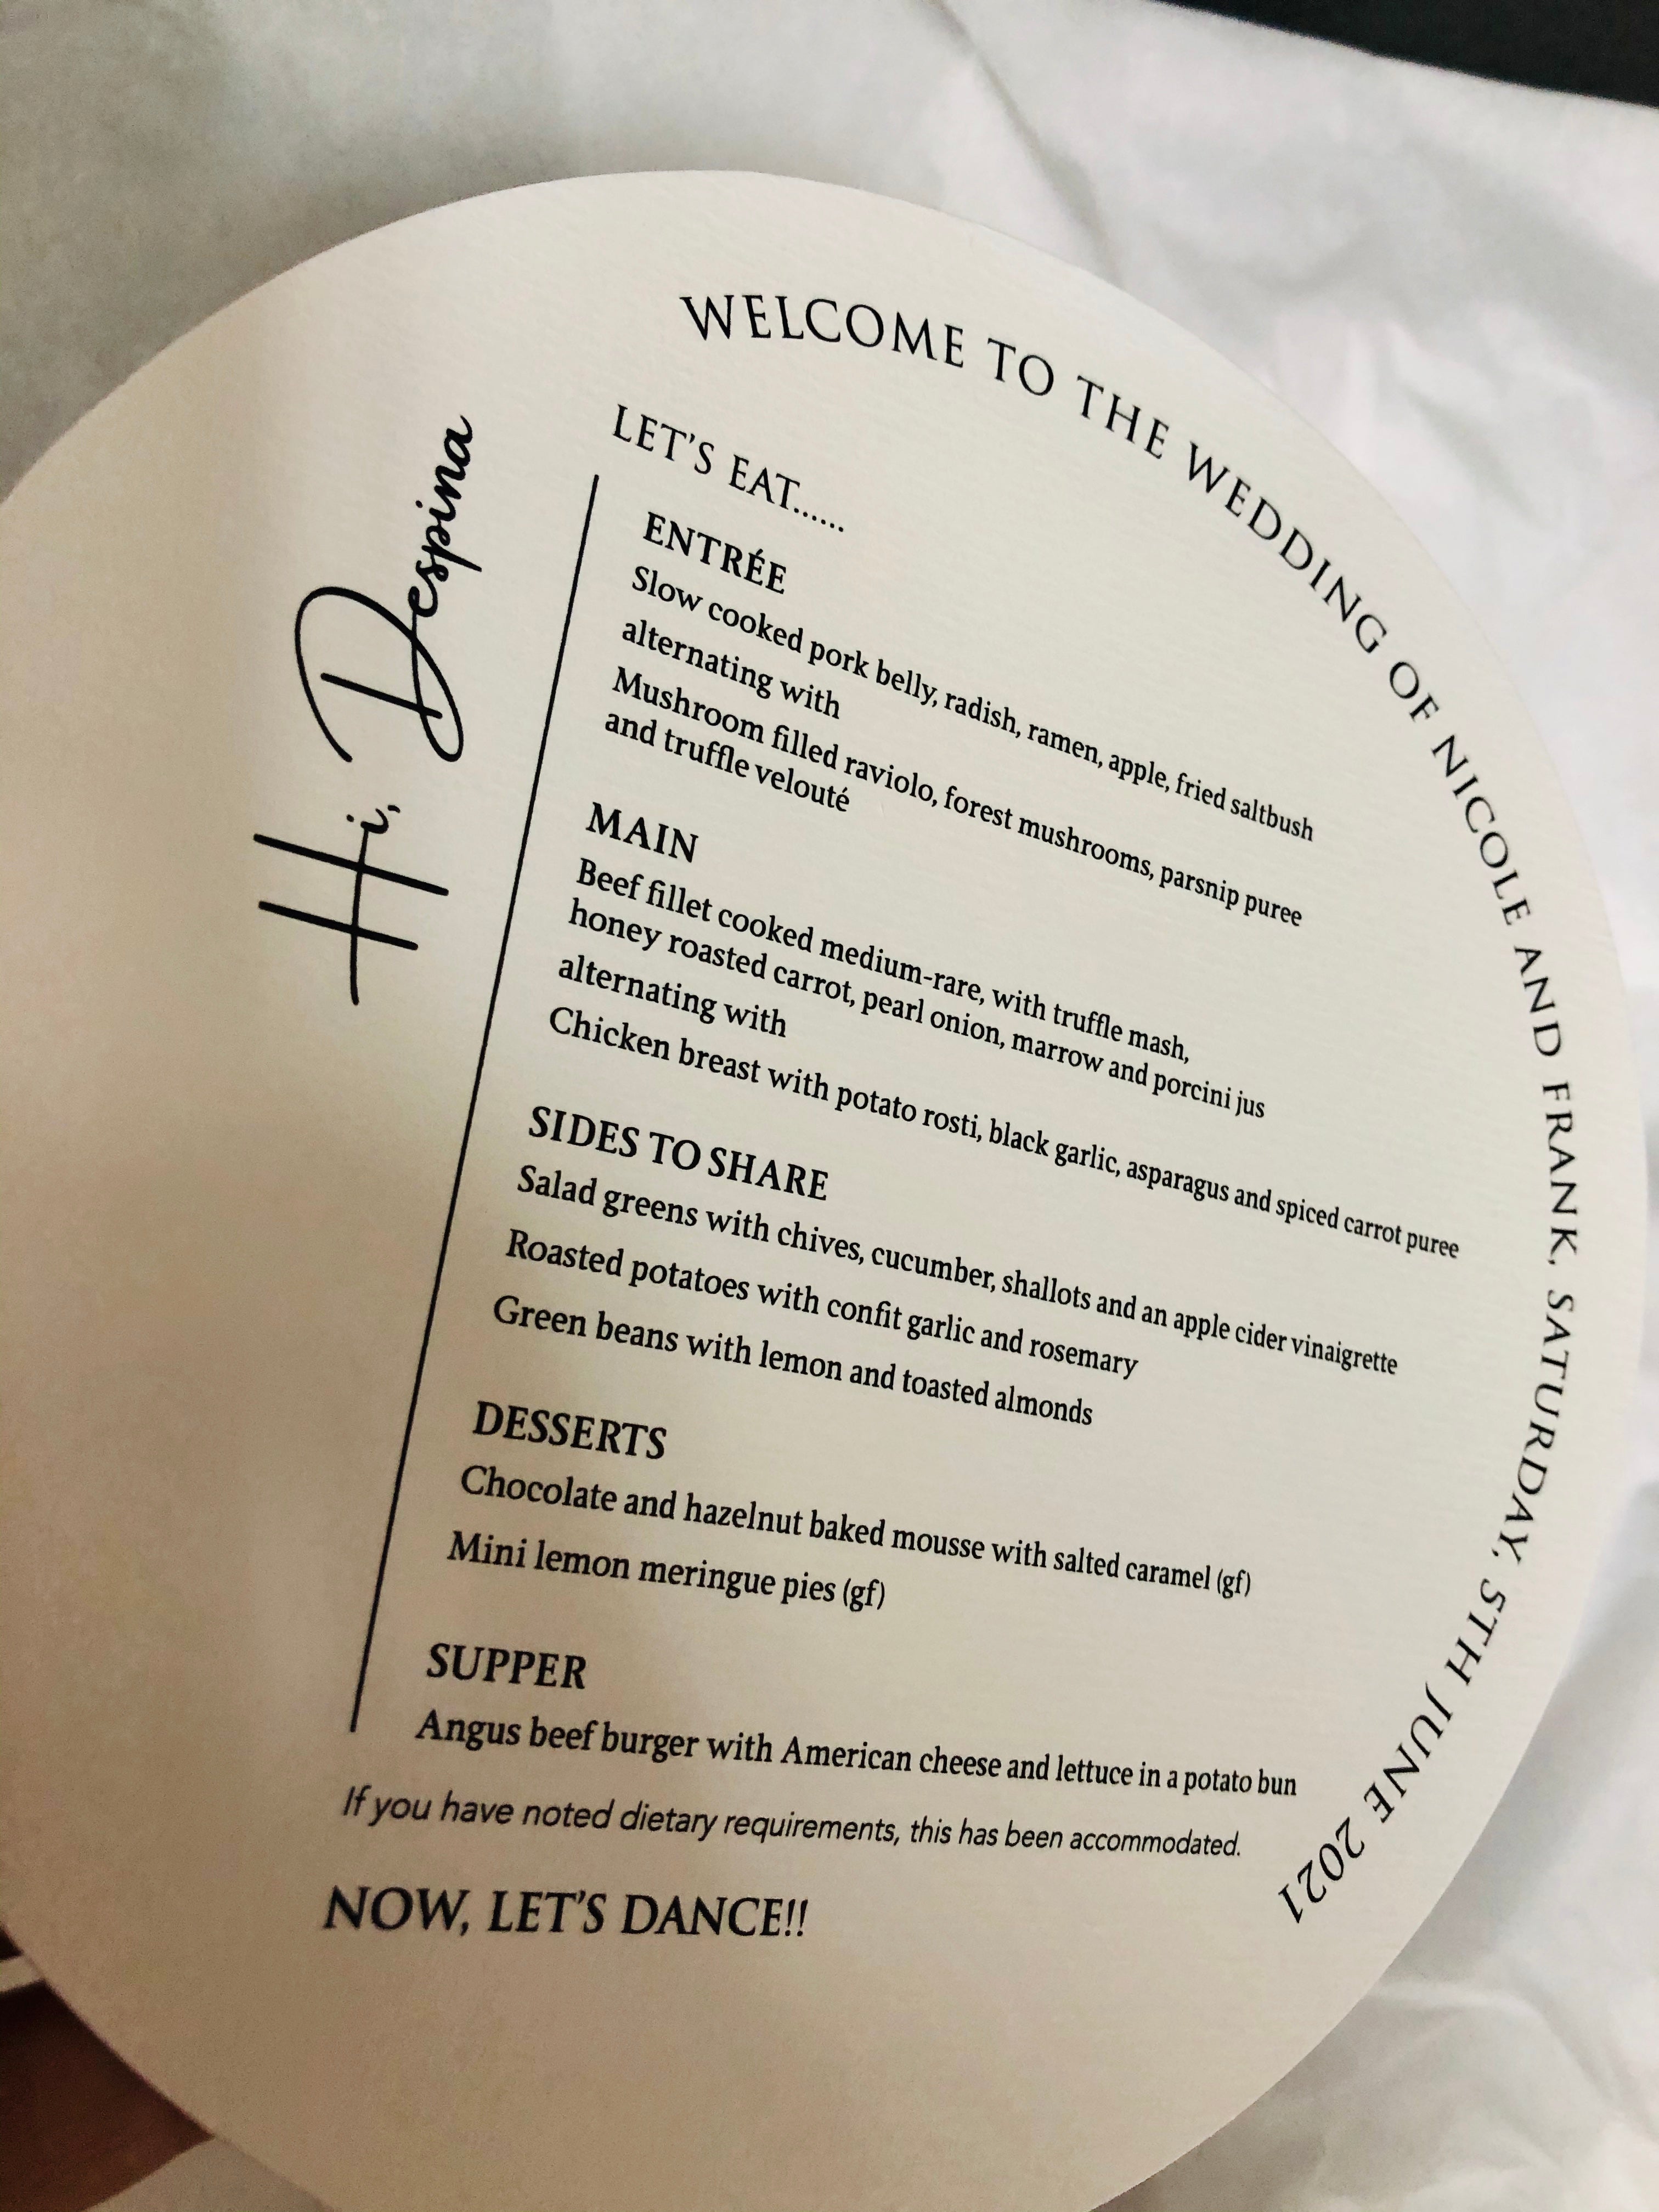 WELCOME TO THE WEDDING OF NICOLE AND FRANK, SATURDAY, 5TH JUNE 2021
Hi, Despina
LET'S EAT......
ENTRÉE
Slow cooked pork belly, radish, ramen, apple, fried saltbush
alternating with
Mushroom filled raviolo, forest mushrooms, parsnip puree
and truffle velouté
MAIN
Beef fillet cooked medium-rare, with truffle mash,
honey roasted carrot, pearl onion, marrow and porcini jus
alternating with
Chicken breast with potato rosti, black garlic, asparagus and spiced carrot puree
SIDES TO SHARE
Salad greens with chives, cucumber, shallots and an apple cider vinaigrette
Roasted potatoes with confit garlic and rosemary
Green beans with lemon and toasted almonds
DESSERTS
Chocolate and hazelnut baked mousse with salted caramel (gf)
Mini lemon meringue pies (gf)
SUPPER
Angus beef burger with American cheese and lettuce in a potato bun
If you have noted dietary requirements, this has been accommodated.
NOW, LET'S DANCE!!